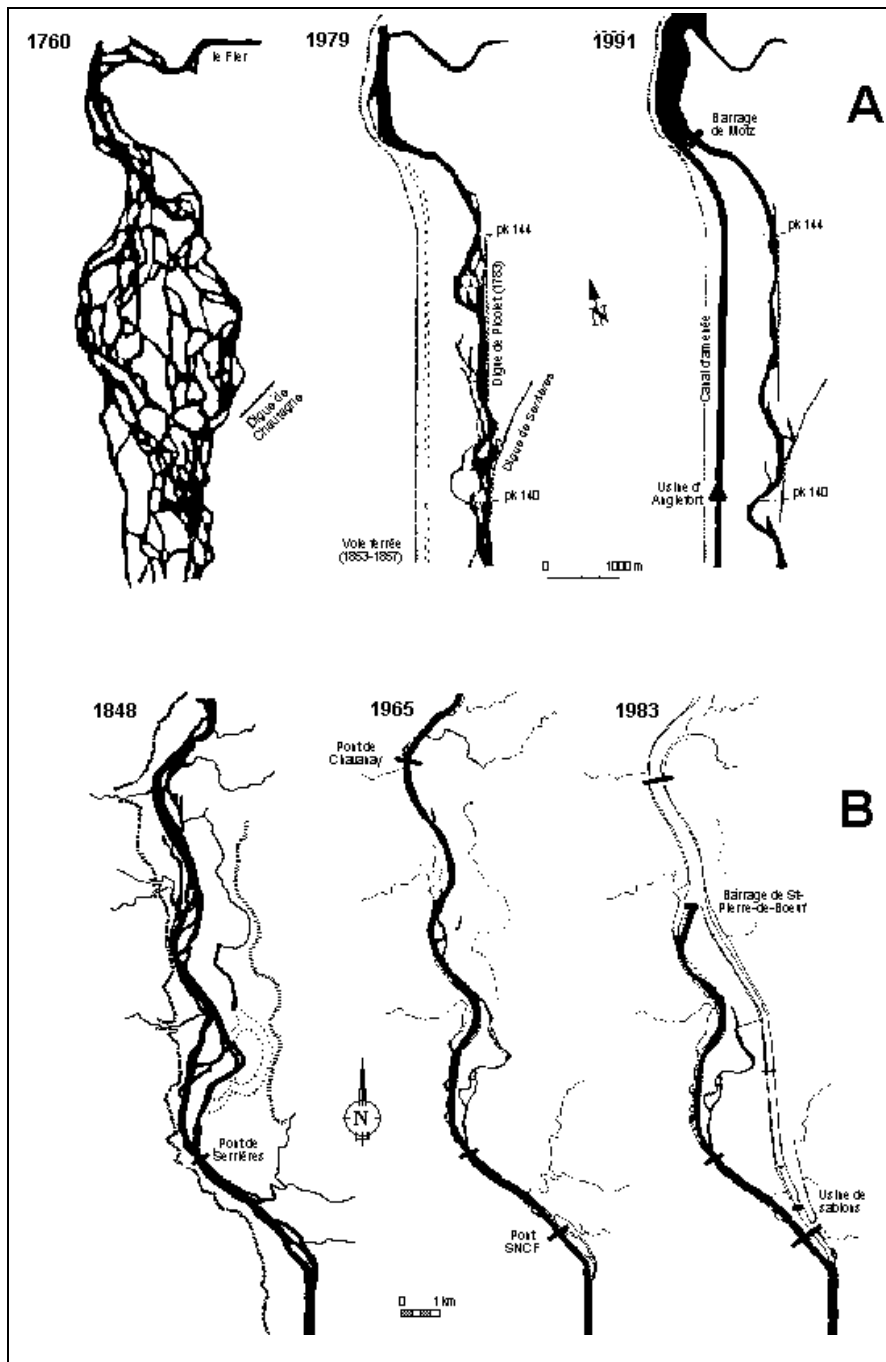 1760
1979
1991
A
le Fier
Barrage
de Motz
pk 144
pk 144
Digue de Picolet (1783)
N
Digue de
Chautagne
Canal d'amenée
Digue de Serrières
Usine d'
Anglefort
pk 140
pk 140
Voie ferrée
(1853-1857)
0 1000 m
1848
1965
1983
Pont de
Chavanay
B
Barrage de St-
Pierre-de-Boeuf
N
Pont de
Serrières
Usine de
sablons
Pont
SNCF
0 1 km